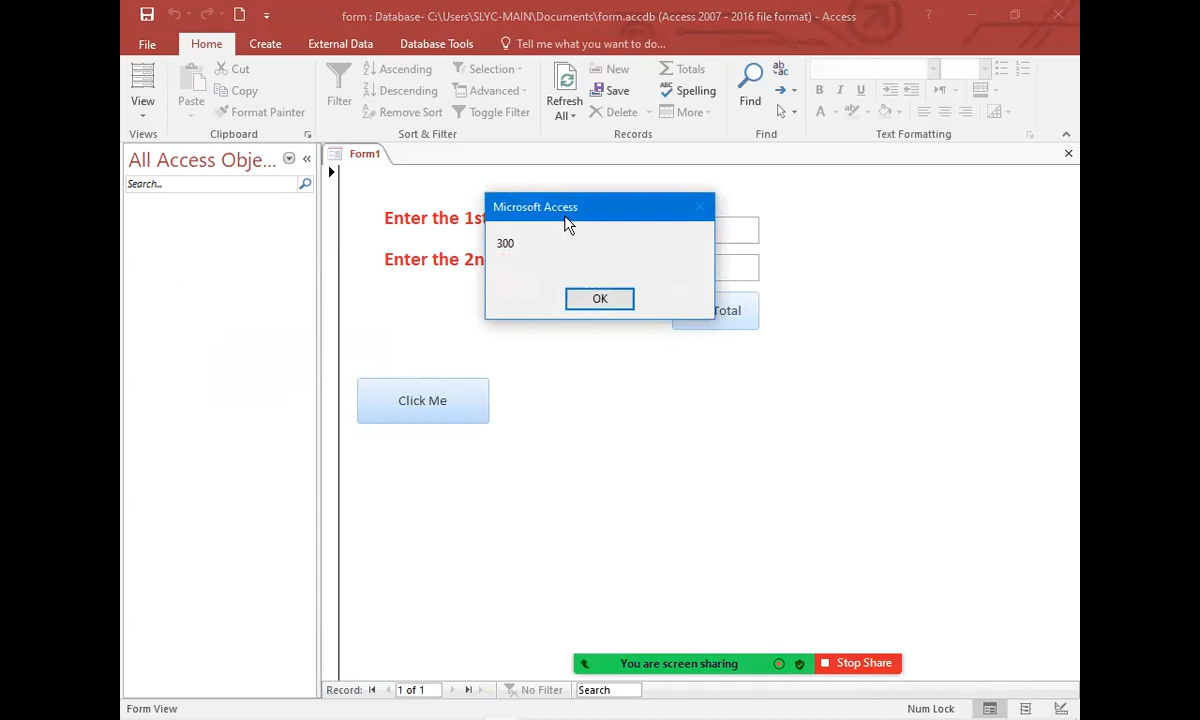 form : Database- C:\Users\SLYC-MAIN\Documents\form.accdb (Access 2007 - 2016 file format) - Access
File Home Create External Data Database Tools Tell me what you want to do...
View
Views
Paste
Cut
Copy
Format Painter
Clipboard
Filter
Ascending
Descending
Remove Sort
Selection
Advanced
Toggle Filter
Sort & Filter
Refresh
All
New
Save
Delete
Totals
Spelling
More
Records
Find
Find
B I U
A
Text Formatting
All Access Obje...
Search...
Form1
Enter the 1st
Enter the 2n
Total
Microsoft Access
300
OK
Click Me
You are screen sharing
Stop Share
Record: 1 of 1 No Filter Search
Form View
Num Lock